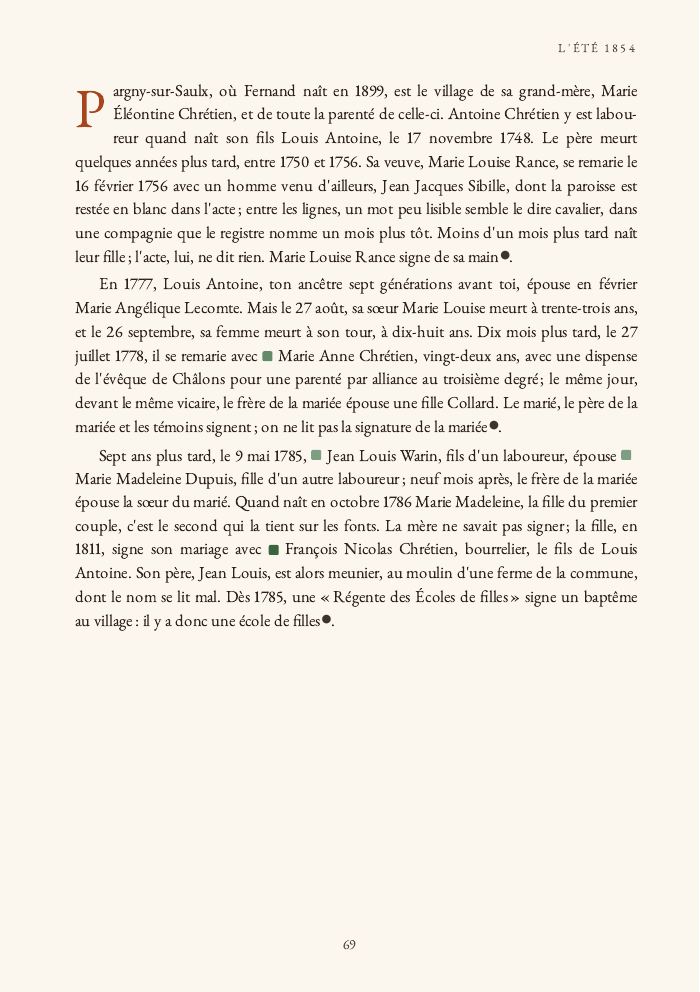 L'ÉTÉ 1854
Pargny-sur-Saulx, où Fernand naît en 1899, est le village de sa grand-mère, Marie
Éléontine Chrétien, et de toute la parenté de celle-ci. Antoine Chrétien y est labou-
reur quand naît son fils Louis Antoine, le 17 novembre 1748. Le père meurt
quelques années plus tard, entre 1750 et 1756. Sa veuve, Marie Louise Rance, se remarie le
16 février 1756 avec un homme venu d'ailleurs, Jean Jacques Sibille, dont la paroisse est
restée en blanc dans l'acte ; entre les lignes, un mot peu lisible semble le dire cavalier, dans
une compagnie que le registre nomme un mois plus tôt. Moins d'un mois plus tard naît
leur fille ; l'acte, lui, ne dit rien. Marie Louise Rance signe de sa main●.
En 1777, Louis Antoine, ton ancêtre sept générations avant toi, épouse en février
Marie Angélique Lecomte. Mais le 27 août, sa sœur Marie Louise meurt à trente-trois ans,
et le 26 septembre, sa femme meurt à son tour, à dix-huit ans. Dix mois plus tard, le 27
juillet 1778, il se remarie avec ■ Marie Anne Chrétien, vingt-deux ans, avec une dispense
de l'évêque de Châlons pour une parenté par alliance au troisième degré ; le même jour,
devant le même vicaire, le frère de la mariée épouse une fille Collard. Le marié, le père de la
mariée et les témoins signent ; on ne lit pas la signature de la mariée●.
Sept ans plus tard, le 9 mai 1785, ■ Jean Louis Warin, fils d'un laboureur, épouse ■
Marie Madeleine Dupuis, fille d'un autre laboureur ; neuf mois après, le frère de la mariée
épouse la sœur du marié. Quand naît en octobre 1786 Marie Madeleine, la fille du premier
couple, c'est le second qui la tient sur les fonts. La mère ne savait pas signer ; la fille, en
1811, signe son mariage avec ■ François Nicolas Chrétien, bourrelier, le fils de Louis
Antoine. Son père, Jean Louis, est alors meunier, au moulin d'une ferme de la commune,
dont le nom se lit mal. Dès 1785, une « Régente des Écoles de filles » signe un baptême
au village : il y a donc une école de filles●.
69